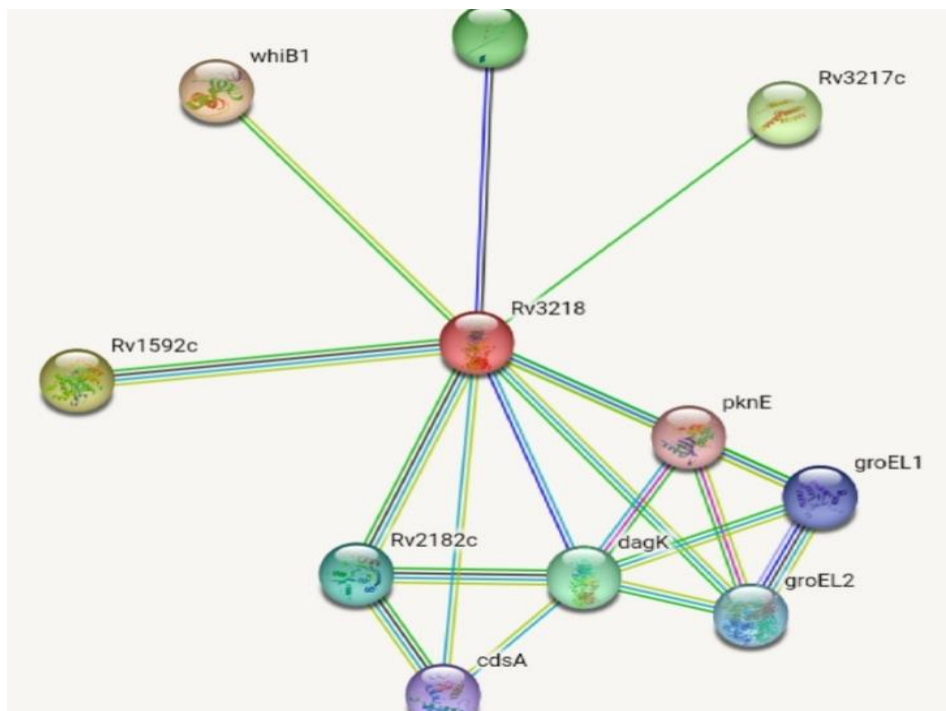 whiB1
Rv3217c
Rv3218
Rv1592c
pknE
groEL1
Rv2182c
dagK
groEL2
cdsA